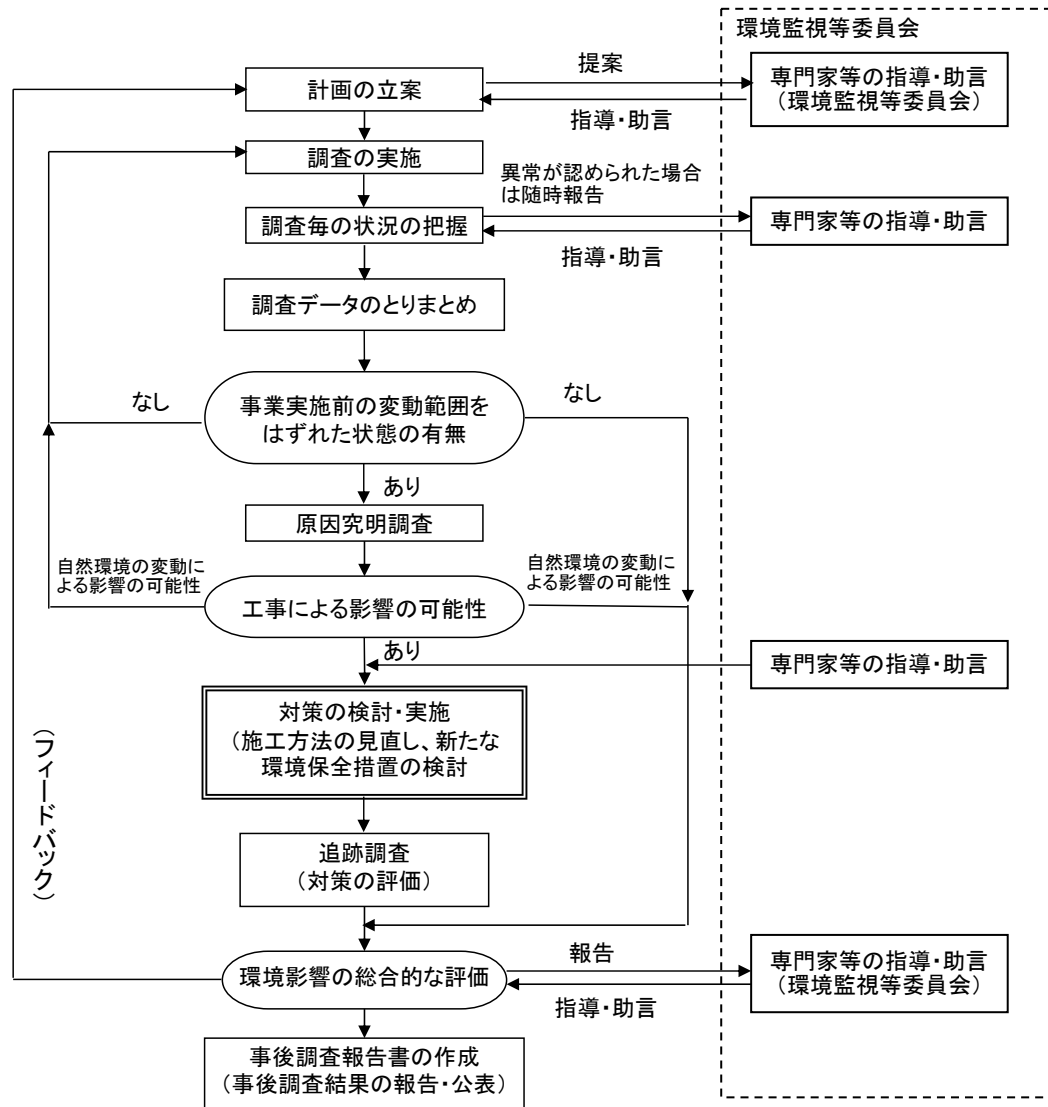 環境監視等委員会
計画の立案
提案
指導・助言
専門家等の指導・助言
（環境監視等委員会）
調査の実施
異常が認められた場合
は随時報告
調査毎の状況の把握
指導・助言
専門家等の指導・助言
調査データのとりまとめ
なし
事業実施前の変動範囲を
はずれた状態の有無
なし
あり
原因究明調査
自然環境の変動に
よる影響の可能性
工事による影響の可能性
自然環境の変動に
よる影響の可能性
あり
専門家等の指導・助言
対策の検討・実施
（施工方法の見直し、新たな
環境保全措置の検討
（フィードバック）
追跡調査
（対策の評価）
環境影響の総合的な評価
報告
指導・助言
専門家等の指導・助言
（環境監視等委員会）
事後調査報告書の作成
（事後調査結果の報告・公表）